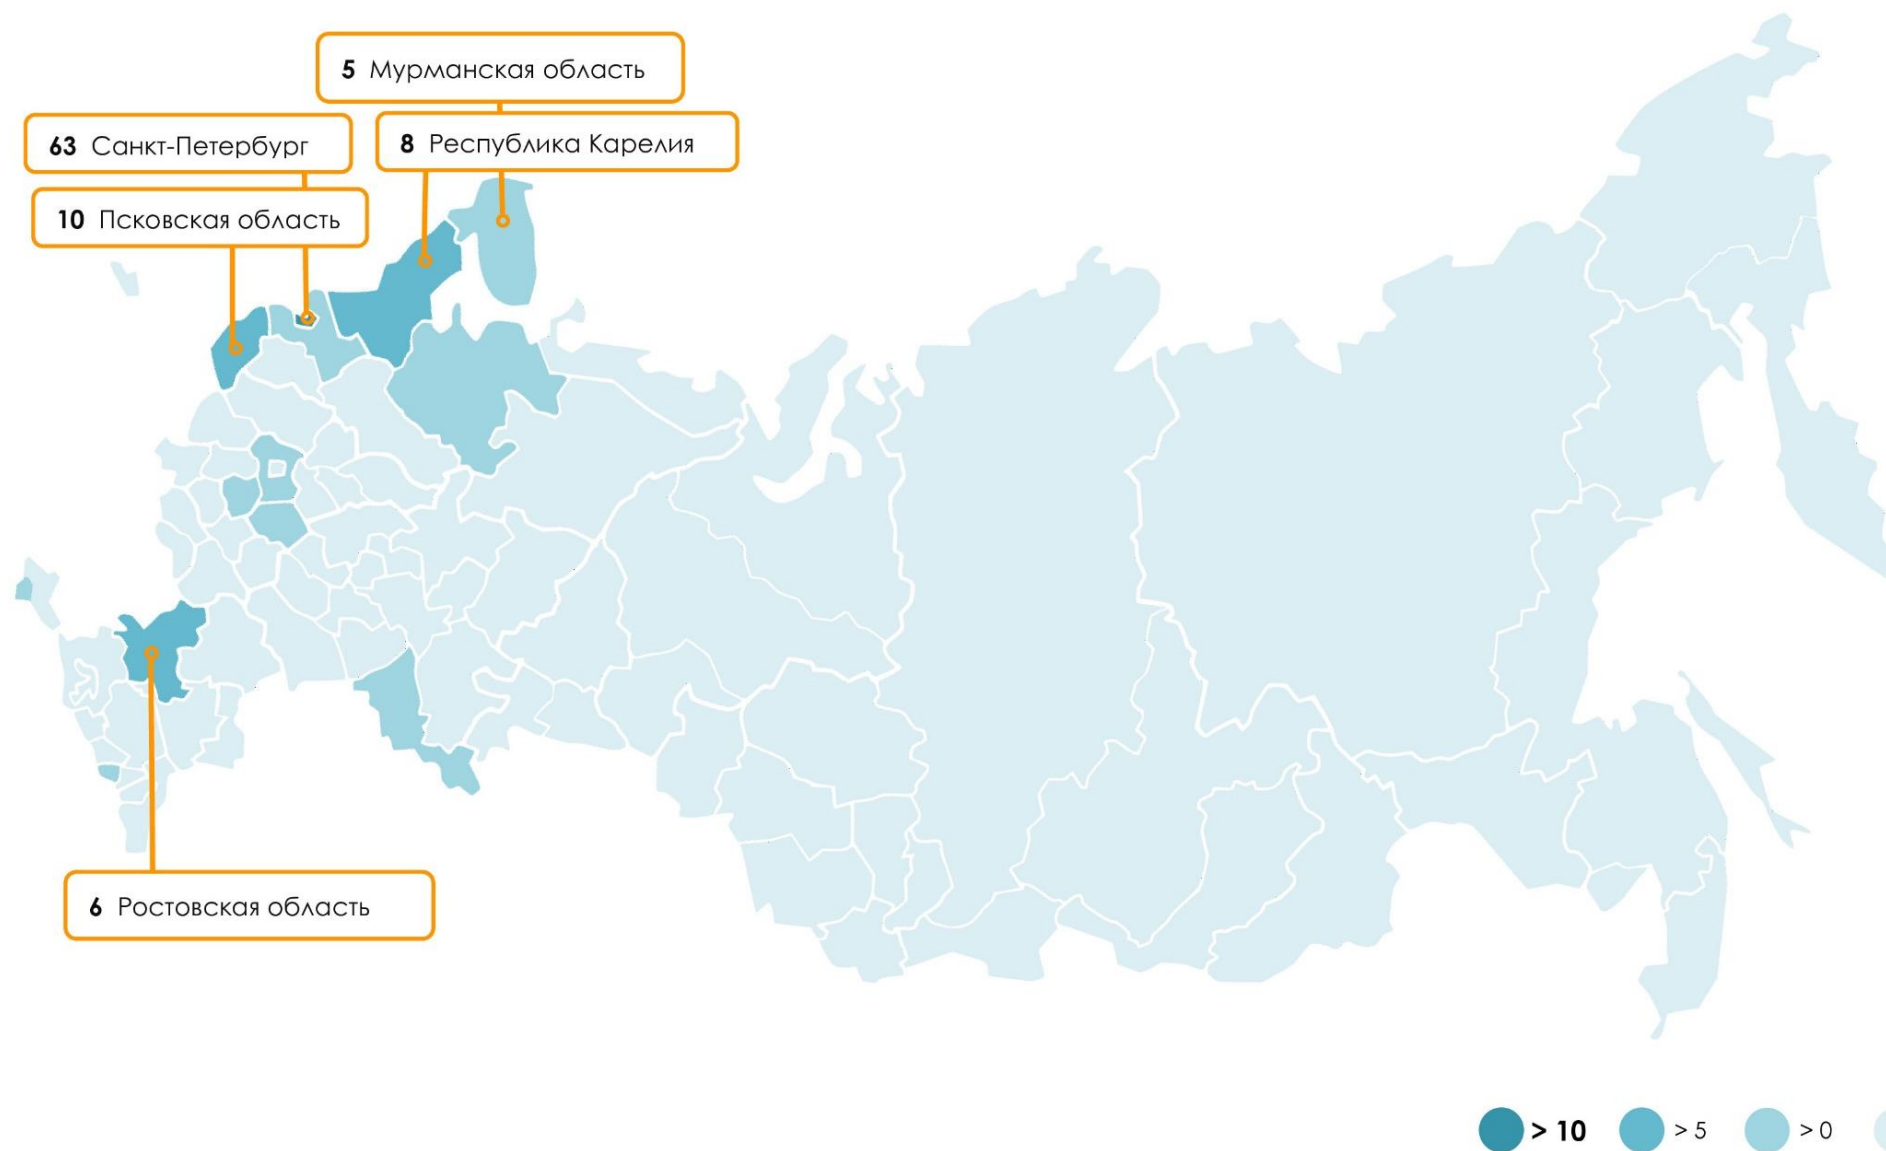 5 Мурманская область
63 Санкт-Петербург
8 Республика Карелия
10 Псковская область
6 Ростовская область
> 10
> 5
> 0